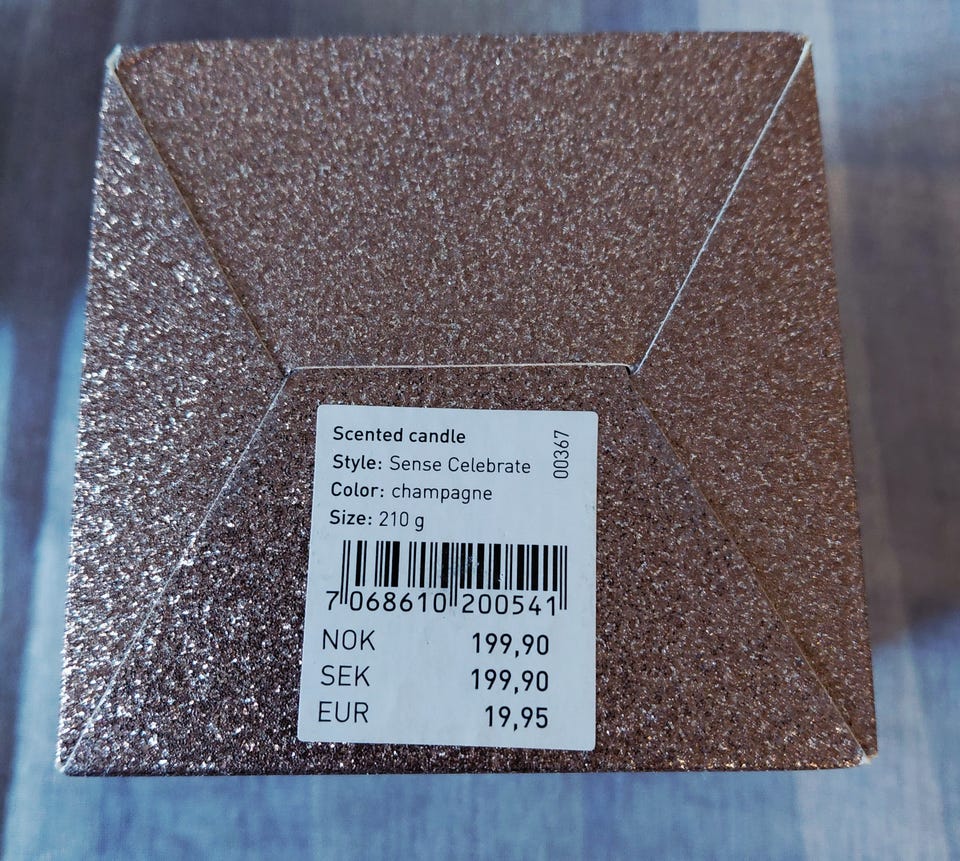 Scented candle
Style: Sense Celebrate
Color: champagne
Size: 210 g
00367
7 068610 200541
NOK 199,90
SEK 199,90
EUR 19,95